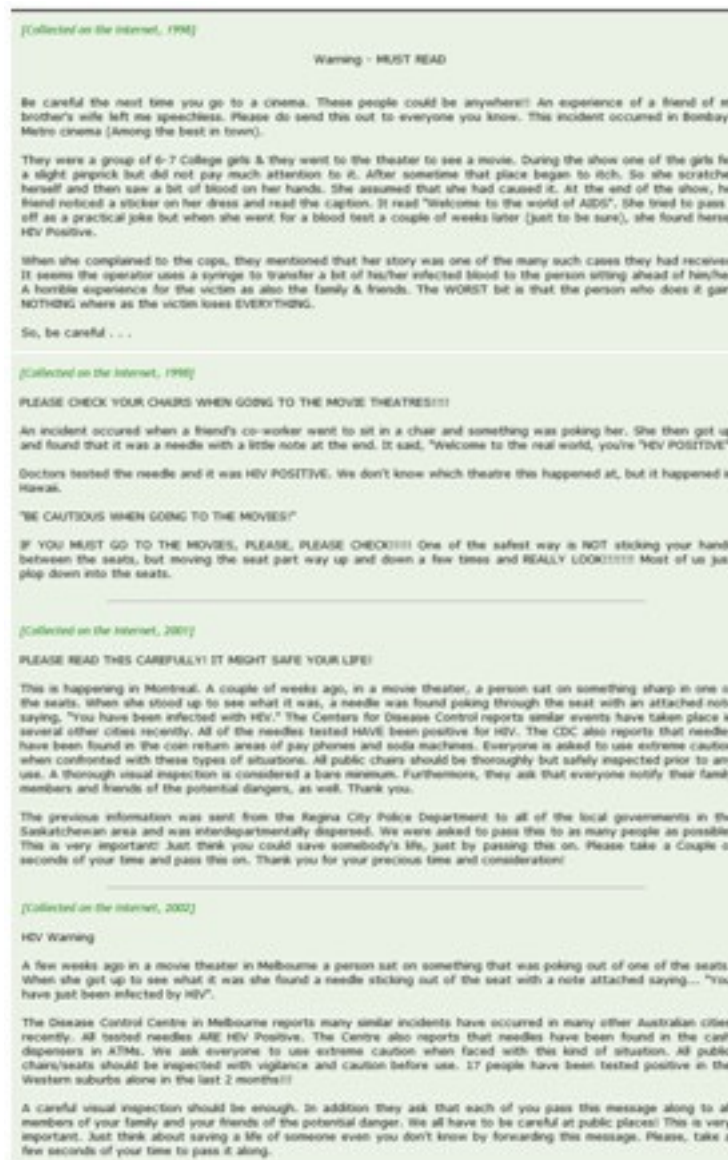 [Collected on the Internet, 1998]
Warning - MUST READ
Be careful the next time you go to a cinema. These people could be anywhere!! An experience of a friend of m
brother's wife left me speechless. Please do send this out to everyone you know. This incident occurred in Bombay
Metro cinema (Among the best in town).
They were a group of 6-7 College girls & they went to the theater to see a movie. During the show one of the girls fe
a slight pinprick but did not pay much attention to it. After sometime that place began to itch. So she scratche
herself and then saw a bit of blood on her hands. She assumed that she had caused it. At the end of the show, h
friend noticed a sticker on her dress and read the caption. It read "Welcome to the world of AIDS". She tried to pass
off as a practical joke but when she went for a blood test a couple of weeks later (just to be sure), she found herse
HIV Positive.
When she complained to the cops, they mentioned that her story was one of the many such cases they had receive
It seems the operator uses a syringe to transfer a bit of his/her infected blood to the person sitting ahead of him/he
A horrible experience for the victim as also the family & friends. The WORST bit is that the person who does it gain
NOTHING where as the victim loses EVERYTHING.
So, be careful . . .
[Collected on the Internet, 1998]
PLEASE CHECK YOUR CHAIRS WHEN GOING TO THE MOVIE THEATRES!!!!
An incident occured when a friend's co-worker went to sit in a chair and something was poking her. She then got up
and found that it was a needle with a little note at the end. It said, "Welcome to the real world, you're "HIV POSITIVE"
Doctors tested the needle and it was HIV POSITIVE. We don't know which theatre this happened at, but it happened i
Hawaii.
"BE CAUTIOUS WHEN GOING TO THE MOVIES!"
IF YOU MUST GO TO THE MOVIES, PLEASE, PLEASE CHECK!!!!! One of the safest way is NOT sticking your hand
between the seats, but moving the seat part way up and down a few times and REALLY LOOK!!!!!! Most of us jus
plop down into the seats.
[Collected on the Internet, 2001]
PLEASE READ THIS CAREFULLY! IT MIGHT SAFE YOUR LIFE!
This is happening in Montreal. A couple of weeks ago, in a movie theater, a person sat on something sharp in one o
the seats. When she stood up to see what it was, a needle was found poking through the seat with an attached not
saying, "You have been infected with HIV." The Centers for Disease Control reports similar events have taken place i
several other cities recently. All of the needles tested HAVE been positive for HIV. The CDC also reports that needle
have been found in the coin return areas of pay phones and soda machines. Everyone is asked to use extreme cautio
when confronted with these types of situations. All public chairs should be thoroughly but safely inspected prior to an
use. A thorough visual inspection is considered a bare minimum. Furthermore, they ask that everyone notify their famil
members and friends of the potential dangers, as well. Thank you.
The previous information was sent from the Regina City Police Department to all of the local governments in th
Saskatchewan area and was interdepartmentally dispersed. We were asked to pass this to as many people as possible
This is very important! Just think you could save somebody's life, just by passing this on. Please take a Couple o
seconds of your time and pass this on. Thank you for your precious time and consideration!
[Collected on the Internet, 2002]
HIV Warning
A few weeks ago in a movie theater in Melbourne a person sat on something that was poking out of one of the seats
When she got up to see what it was she found a needle sticking out of the seat with a note attached saying... "You
have just been infected by HIV".
The Disease Control Centre in Melbourne reports many similar incidents have occurred in many other Australian cities
recently. All tested needles ARE HIV Positive. The Centre also reports that needles have been found in the cash
dispensers in ATMs. We ask everyone to use extreme caution when faced with this kind of situation. All public
chairs/seats should be inspected with vigilance and caution before use. 17 people have been tested positive in the
Western suburbs alone in the last 2 months!!!
A careful visual inspection should be enough. In addition they ask that each of you pass this message along to al
members of your family and your friends of the potential danger. We all have to be careful at public places! This is very
important. Just think about saving a life of someone even you don't know by forwarding this message. Please, take
few seconds of your time to pass it along.